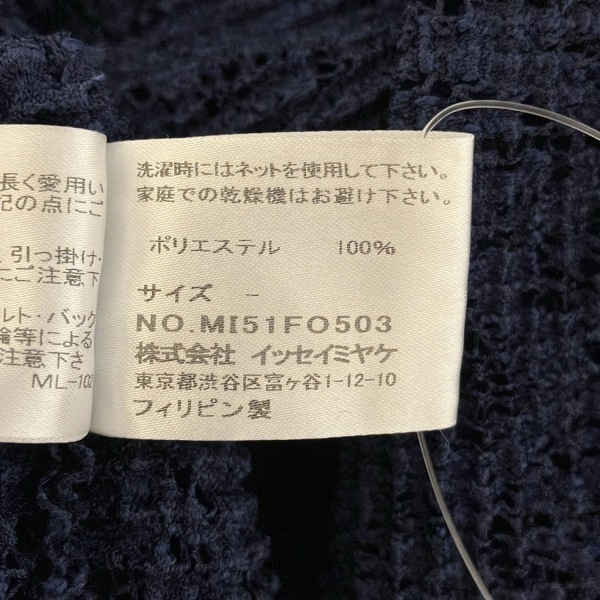 長く愛用い
記の点にご
引っ掛け・
にご注意下
ルト・バック
等による
い。ご注意下さ
ML-102
洗濯時にはネットを使用して下さい。
家庭での乾燥機はお避け下さい。
ポリエステル 100%
サイズ -
NO.MI51FO503
株式会社 イッセイミヤケ
東京都渋谷区富ヶ谷1-12-10
フィリピン製